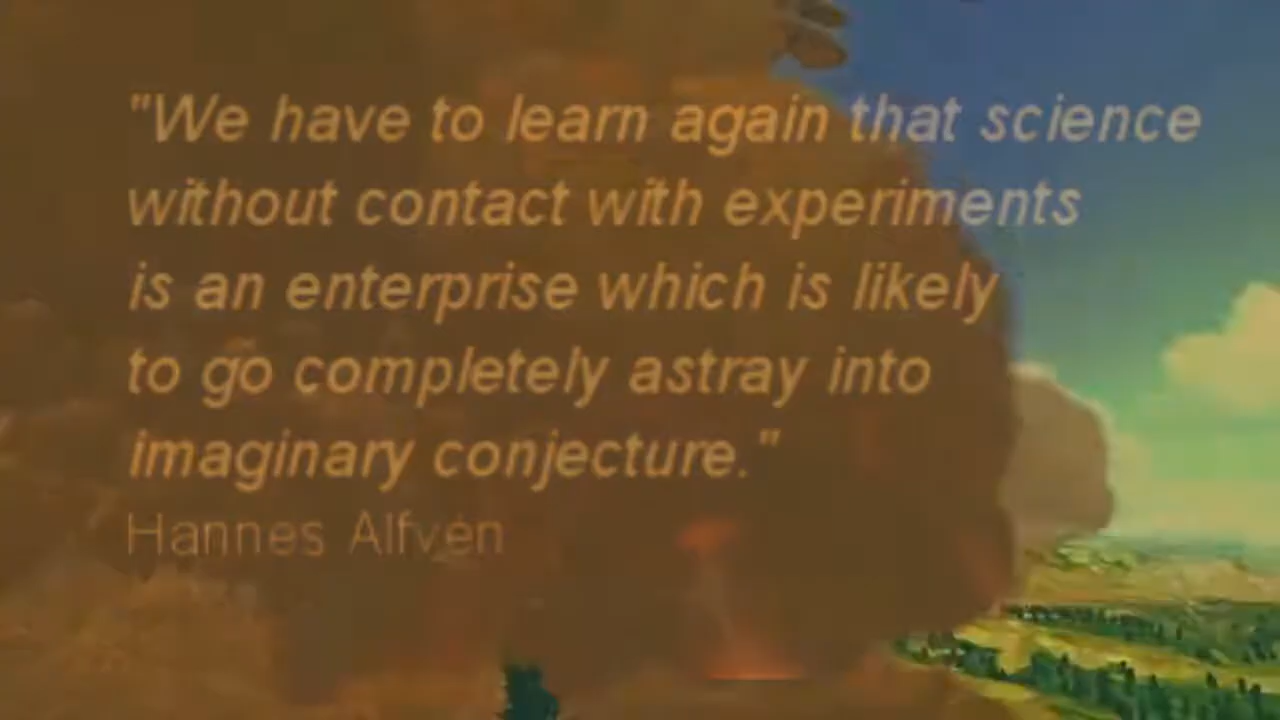 "We have to learn again that science
without contact with experiments
is an enterprise which is likely
to go completely astray into
imaginary conjecture."
Hannes Alfvén